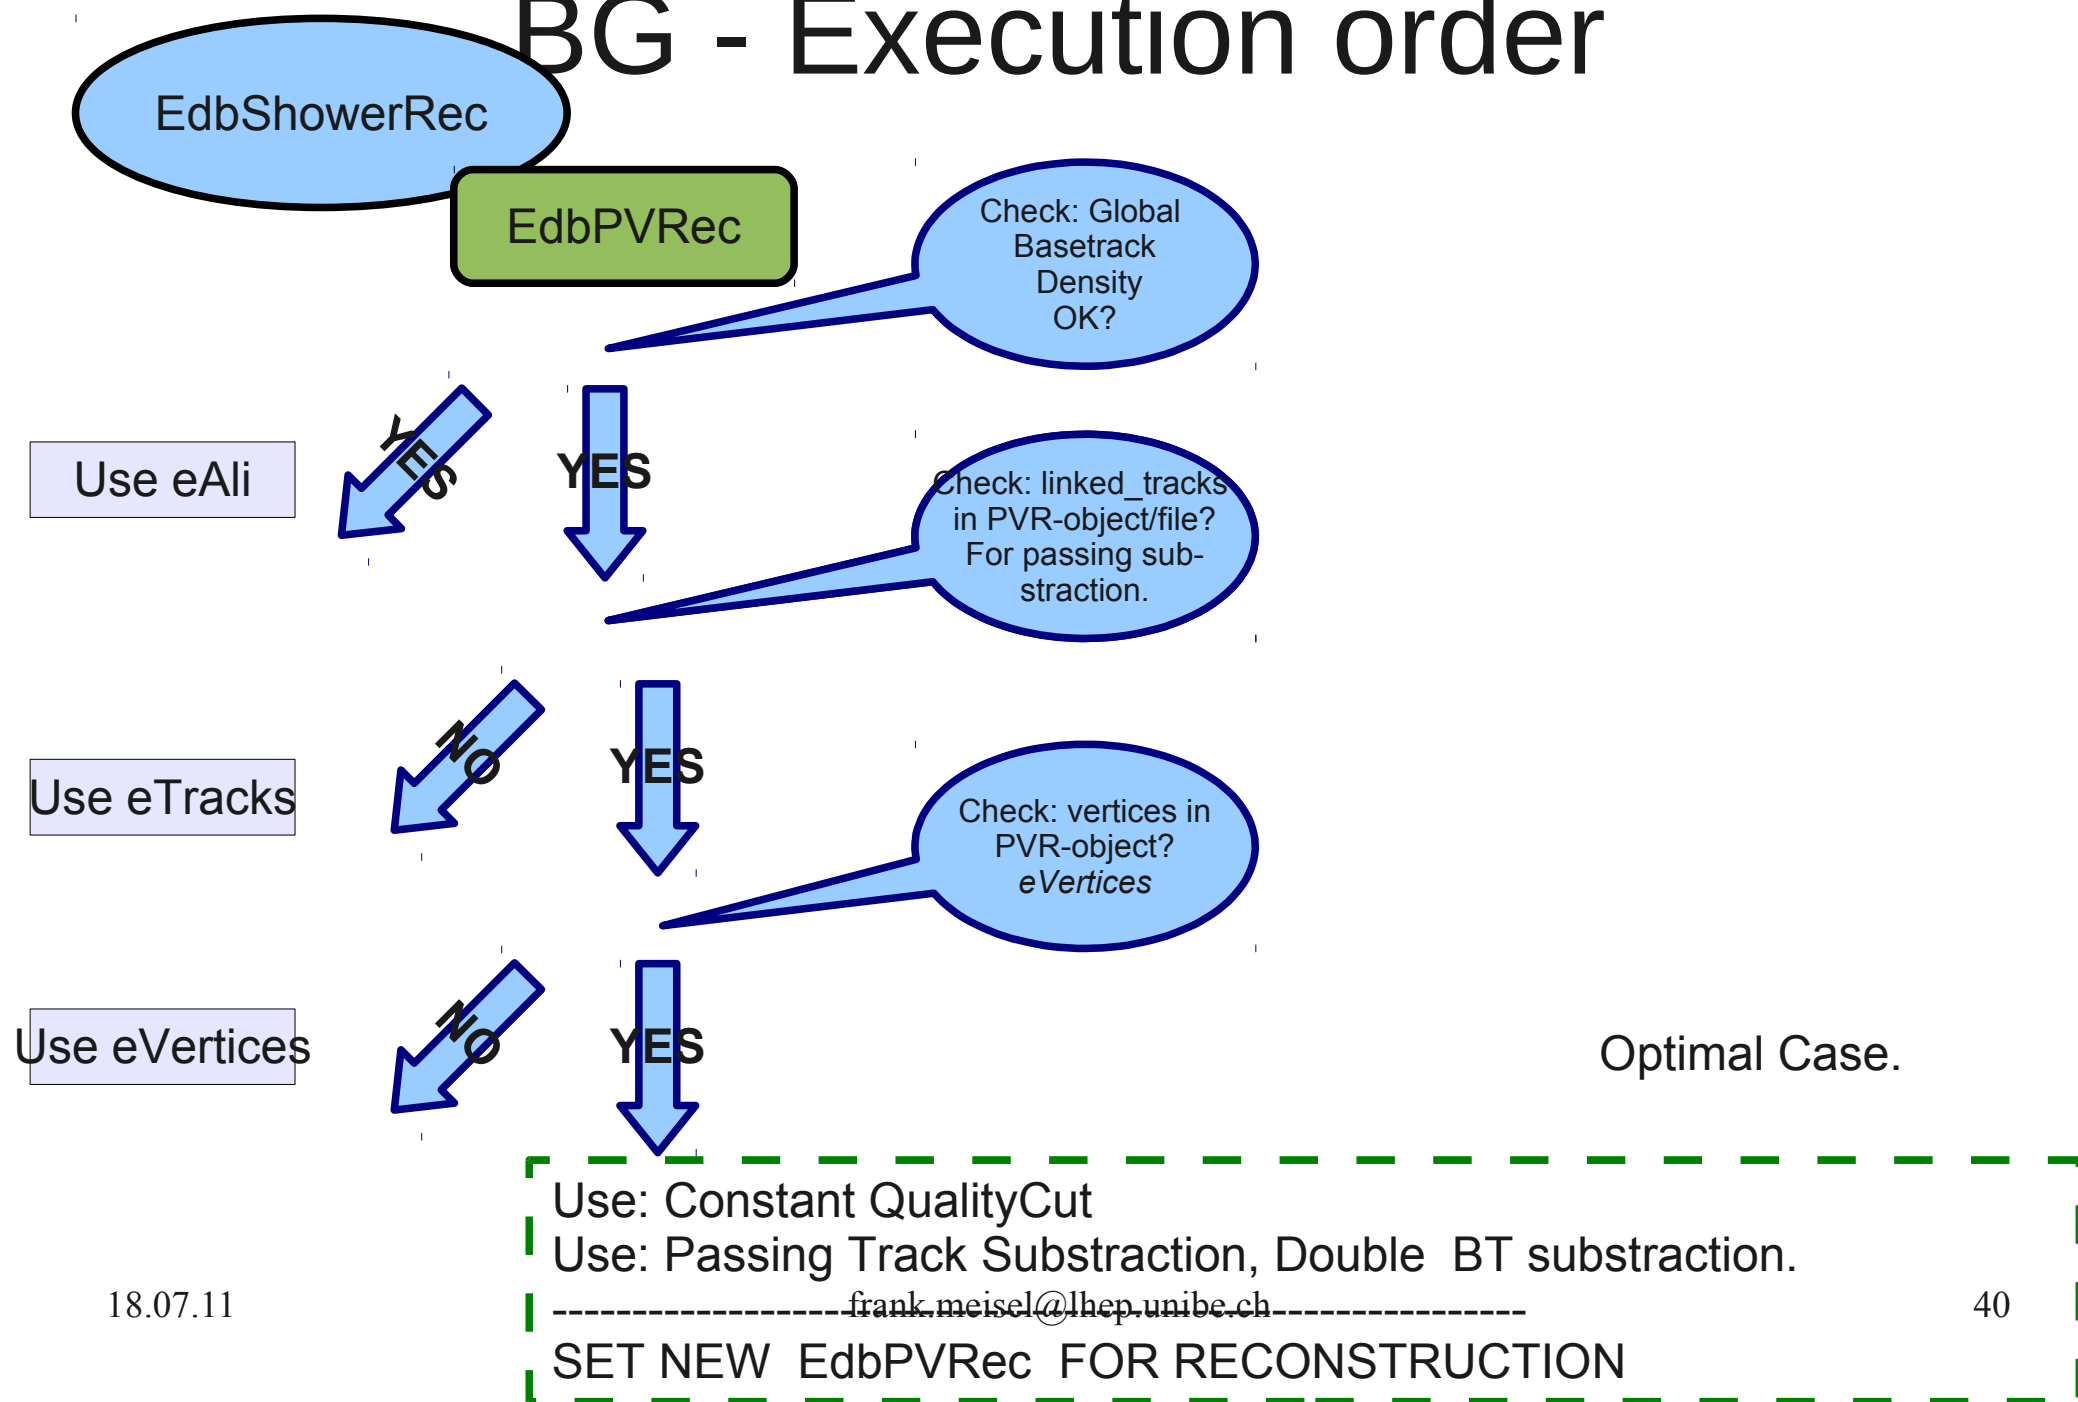 BG - Execution order
EdbShowerRec
EdbPVRec
Check: Global
Basetrack
Density
OK?
YES
YES
Use eAli
Check: linked_tracks
in PVR-object/file?
For passing sub-
straction.
NO
YES
Use eTracks
Check: vertices in
PVR-object?
eVertices
NO
YES
Use eVertices
Optimal Case.
Use: Constant QualityCut
Use: Passing Track Substraction, Double  BT substraction.
-------------------------------------------------------------
SET NEW  EdbPVRec  FOR RECONSTRUCTION
18.07.11
frank.meisel@lhep.unibe.ch
40